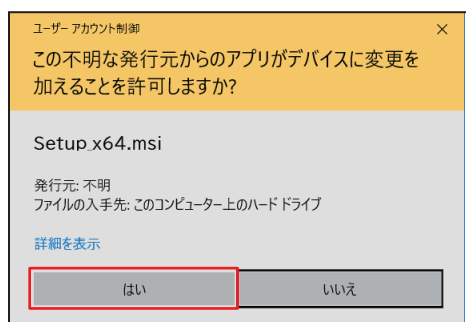 ユーザー アカウント制御
この不明な発行元からのアプリがデバイスに変更を
加えることを許可しますか?
Setup_x64.msi
発行元: 不明
ファイルの入手先: このコンピューター上のハード ドライブ
詳細を表示
はい
いいえ